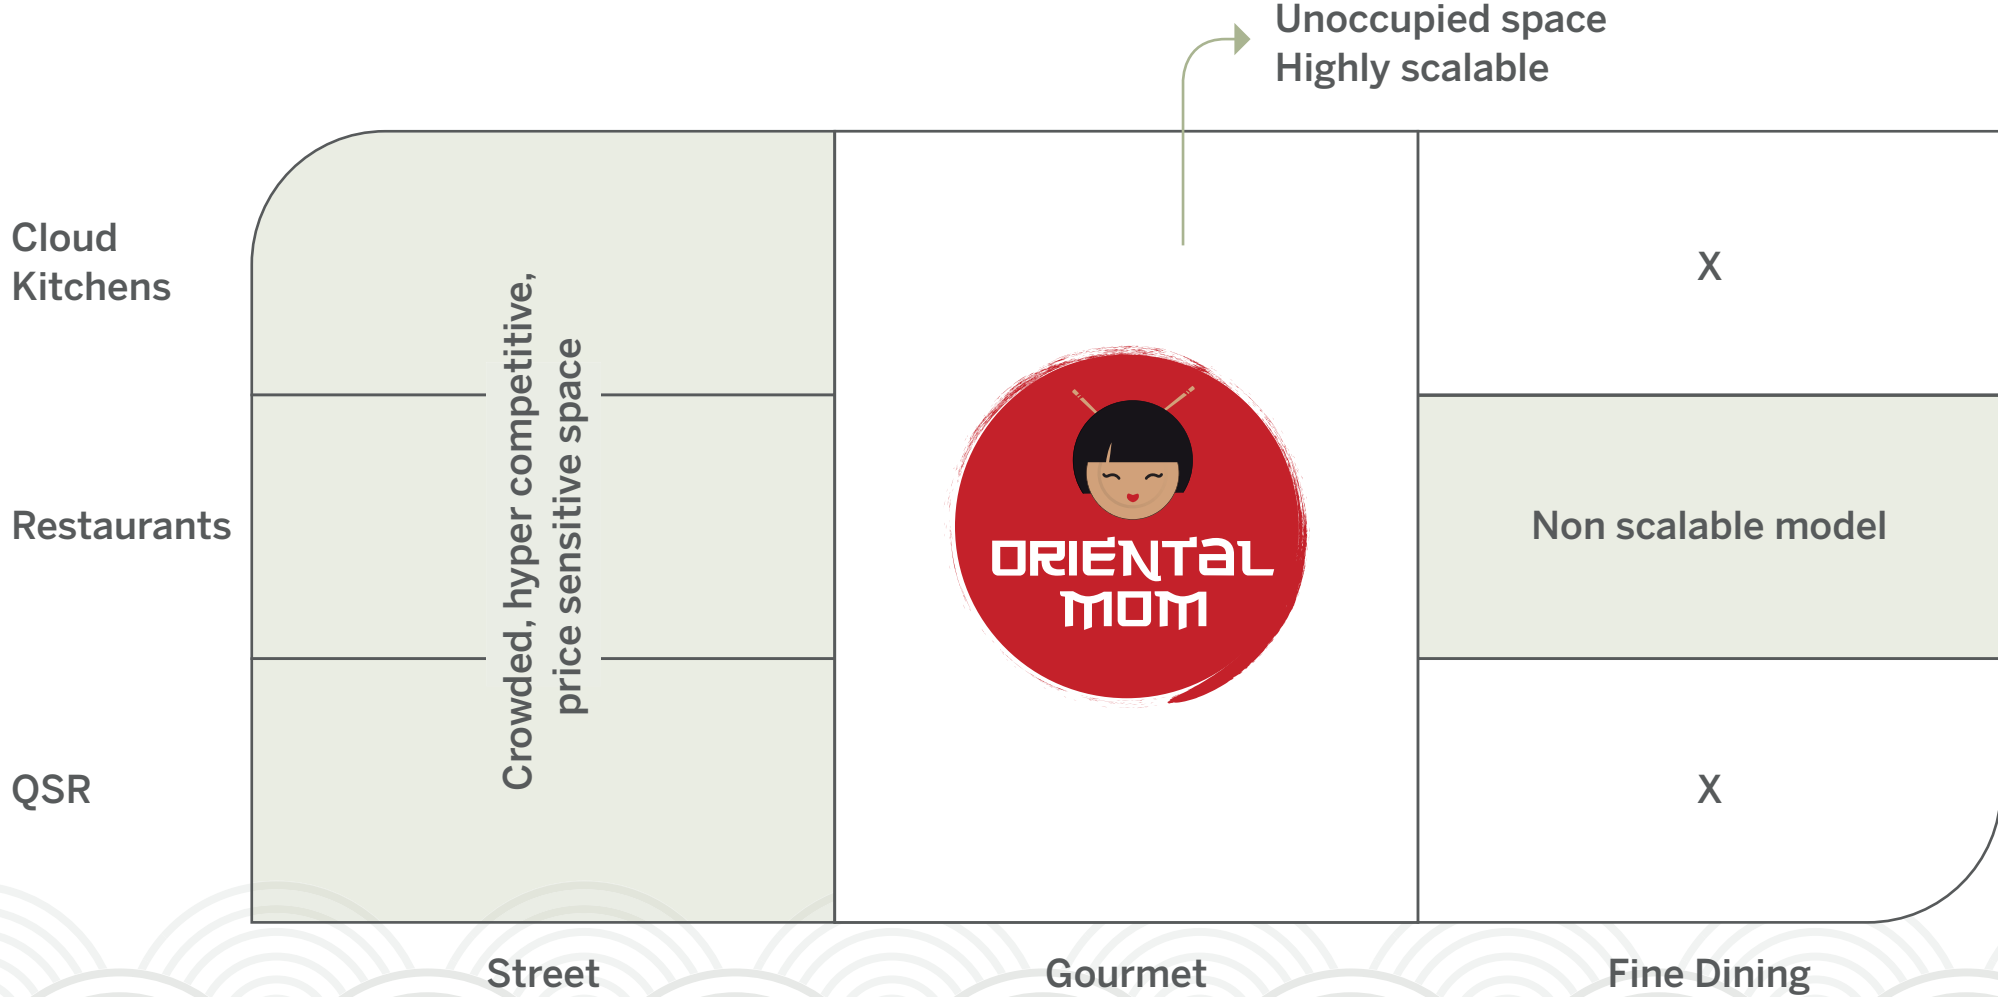 Unoccupied space
Highly scalable
Cloud
Kitchens
Crowded, hyper competitive,
price sensitive space
X
Restaurants
ORIENTAL
MOM
Non scalable model
QSR
X
Street
Gourmet
Fine Dining